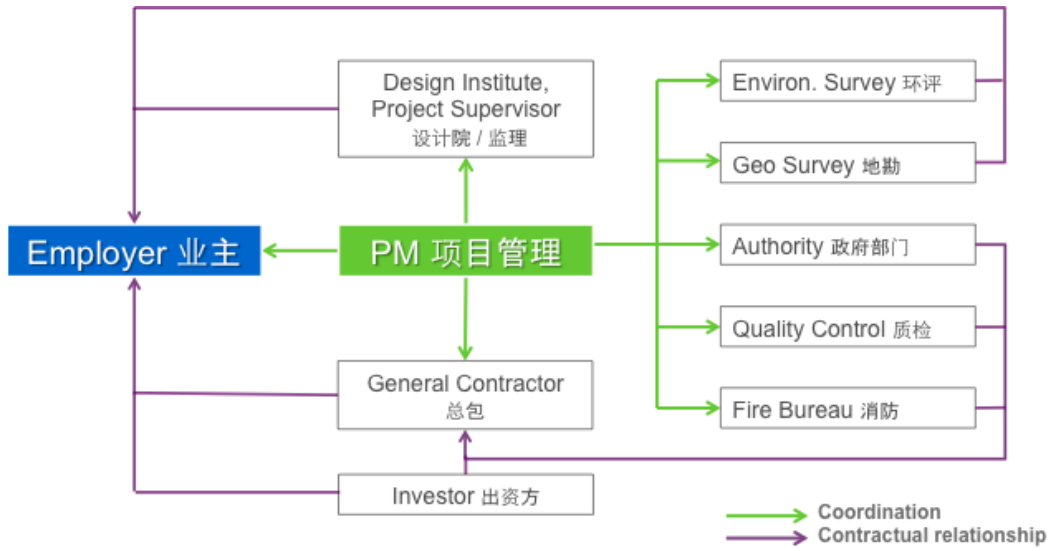 Design Institute,
Project Supervisor
设计院 / 监理
Environ. Survey 环评
Geo Survey 地勘
Employer 业主
PM 项目管理
Authority 政府部门
Quality Control 质检
General Contractor
总包
Fire Bureau 消防
Investor 出资方
Coordination
Contractual relationship